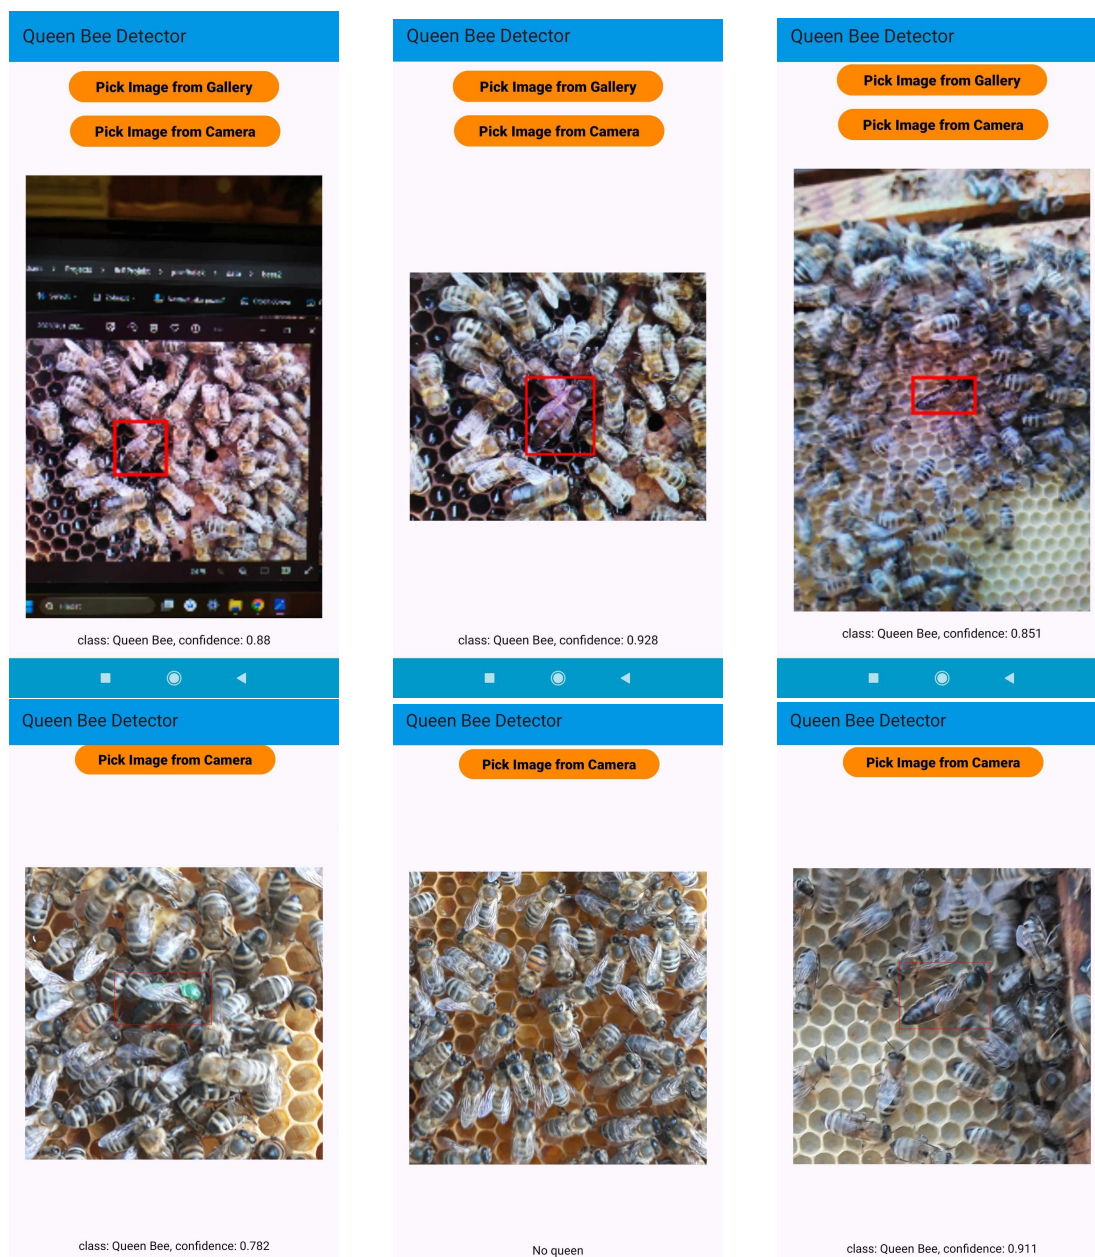 Queen Bee Detector
Pick Image from Gallery
Pick Image from Camera
class: Queen Bee, confidence: 0.88
Queen Bee Detector
Pick Image from Gallery
Pick Image from Camera
class: Queen Bee, confidence: 0.928
Queen Bee Detector
Pick Image from Gallery
Pick Image from Camera
class: Queen Bee, confidence: 0.851
Queen Bee Detector
Pick Image from Camera
class: Queen Bee, confidence: 0.782
Queen Bee Detector
Pick Image from Camera
No queen
Queen Bee Detector
Pick Image from Camera
class: Queen Bee, confidence: 0.911